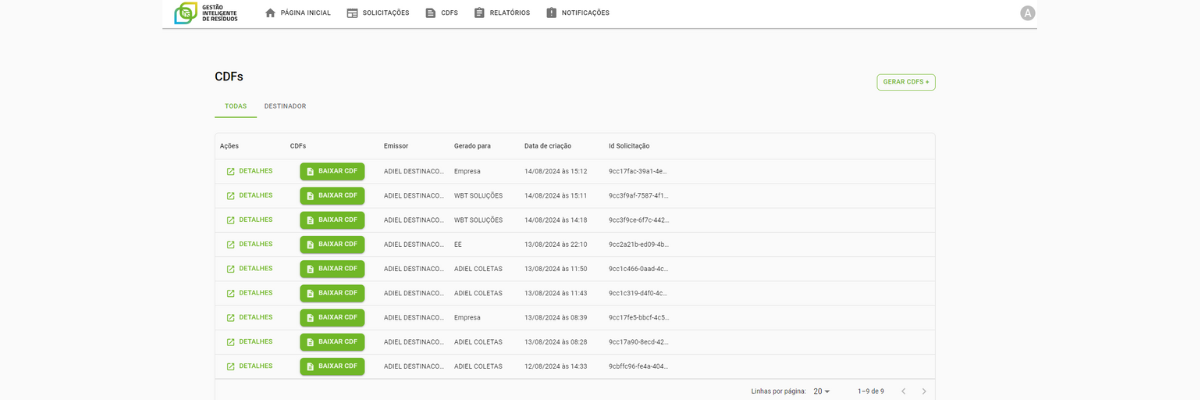 GESTÃO
INTELIGENTE
DE RESÍDUOS
PÁGINA INICIAL SOLICITAÇÕES CDFS RELATÓRIOS NOTIFICAÇÕES A
CDFs
GERAR CDFS +
TODAS DESTINADOR
Ações CDFs Emissor Gerado para Data de criação Id Solicitação
DETALHES BAIXAR CDF ADIEL DESTINACO... Empresa 14/08/2024 às 15:12 9cc17fac-39a1-4e...
DETALHES BAIXAR CDF ADIEL DESTINACO... WBT SOLUÇÕES 14/08/2024 às 15:11 9cc3f9af-7587-4f1...
DETALHES BAIXAR CDF ADIEL DESTINACO... WBT SOLUÇÕES 14/08/2024 às 14:18 9cc3f9ce-6f7c-442...
DETALHES BAIXAR CDF ADIEL DESTINACO... EE 13/08/2024 às 22:10 9cc2a21b-ed09-4b...
DETALHES BAIXAR CDF ADIEL DESTINACO... ADIEL COLETAS 13/08/2024 às 11:50 9cc1c466-0aad-4c...
DETALHES BAIXAR CDF ADIEL DESTINACO... ADIEL COLETAS 13/08/2024 às 11:43 9cc1c319-d4f0-4c...
DETALHES BAIXAR CDF ADIEL DESTINACO... Empresa 13/08/2024 às 08:39 9cc17fe5-bbcf-4c5...
DETALHES BAIXAR CDF ADIEL DESTINACO... ADIEL COLETAS 13/08/2024 às 08:28 9cc17a90-8ecd-42...
DETALHES BAIXAR CDF ADIEL DESTINACO... ADIEL COLETAS 12/08/2024 às 14:33 9cbffc96-fe4a-404...
Linhas por página: 20 1–9 de 9